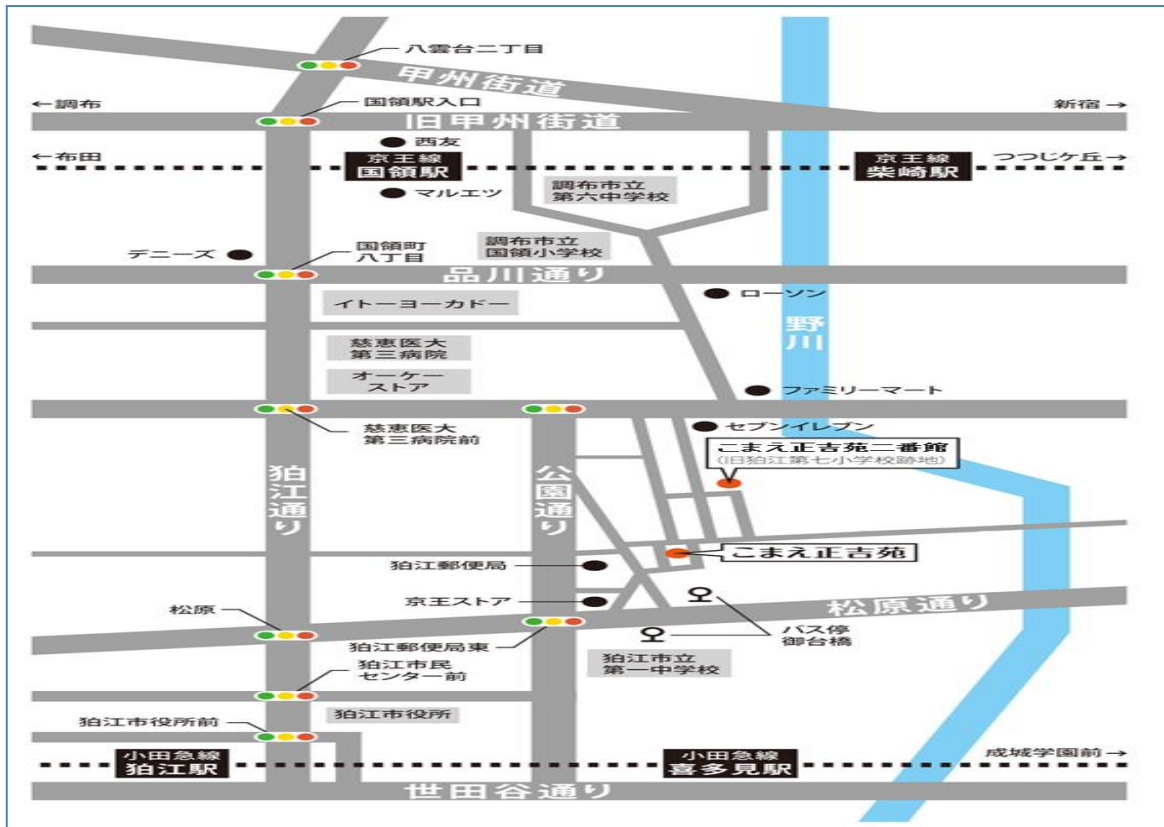 八雲台二丁目
甲州街道
←調布
国領駅入口
新宿→
旧甲州街道
西友
←布田
京王線
国領駅
京王線
柴崎駅
つつじケ丘→
マルエツ
調布市立
第六中学校
デニーズ
国領町
八丁目
調布市立
国領小学校
品川通り
イトーヨーカドー
ローソン
野川
慈恵医大
第三病院
オーケー
ストア
ファミリーマート
慈恵医大
第三病院前
セブンイレブン
こまえ正吉苑二番館
(旧狛江第七小学校跡地)
狛江通り
公園通り
こまえ正吉苑
狛江郵便局
京王ストア
松原通り
松原
バス停
御台橋
狛江郵便局東
狛江市民
センター前
狛江市立
第一中学校
狛江市役所前
狛江市役所
小田急線
狛江駅
小田急線
喜多見駅
成城学園前→
世田谷通り